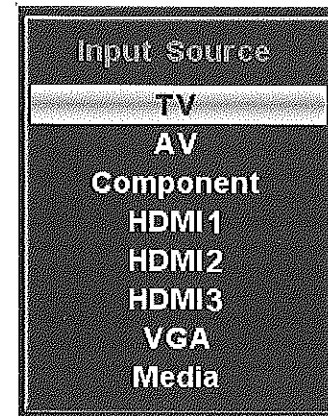 Input Source
TV
AV
Component
HDMI1
HDMI2
HDMI3
VGA
Media